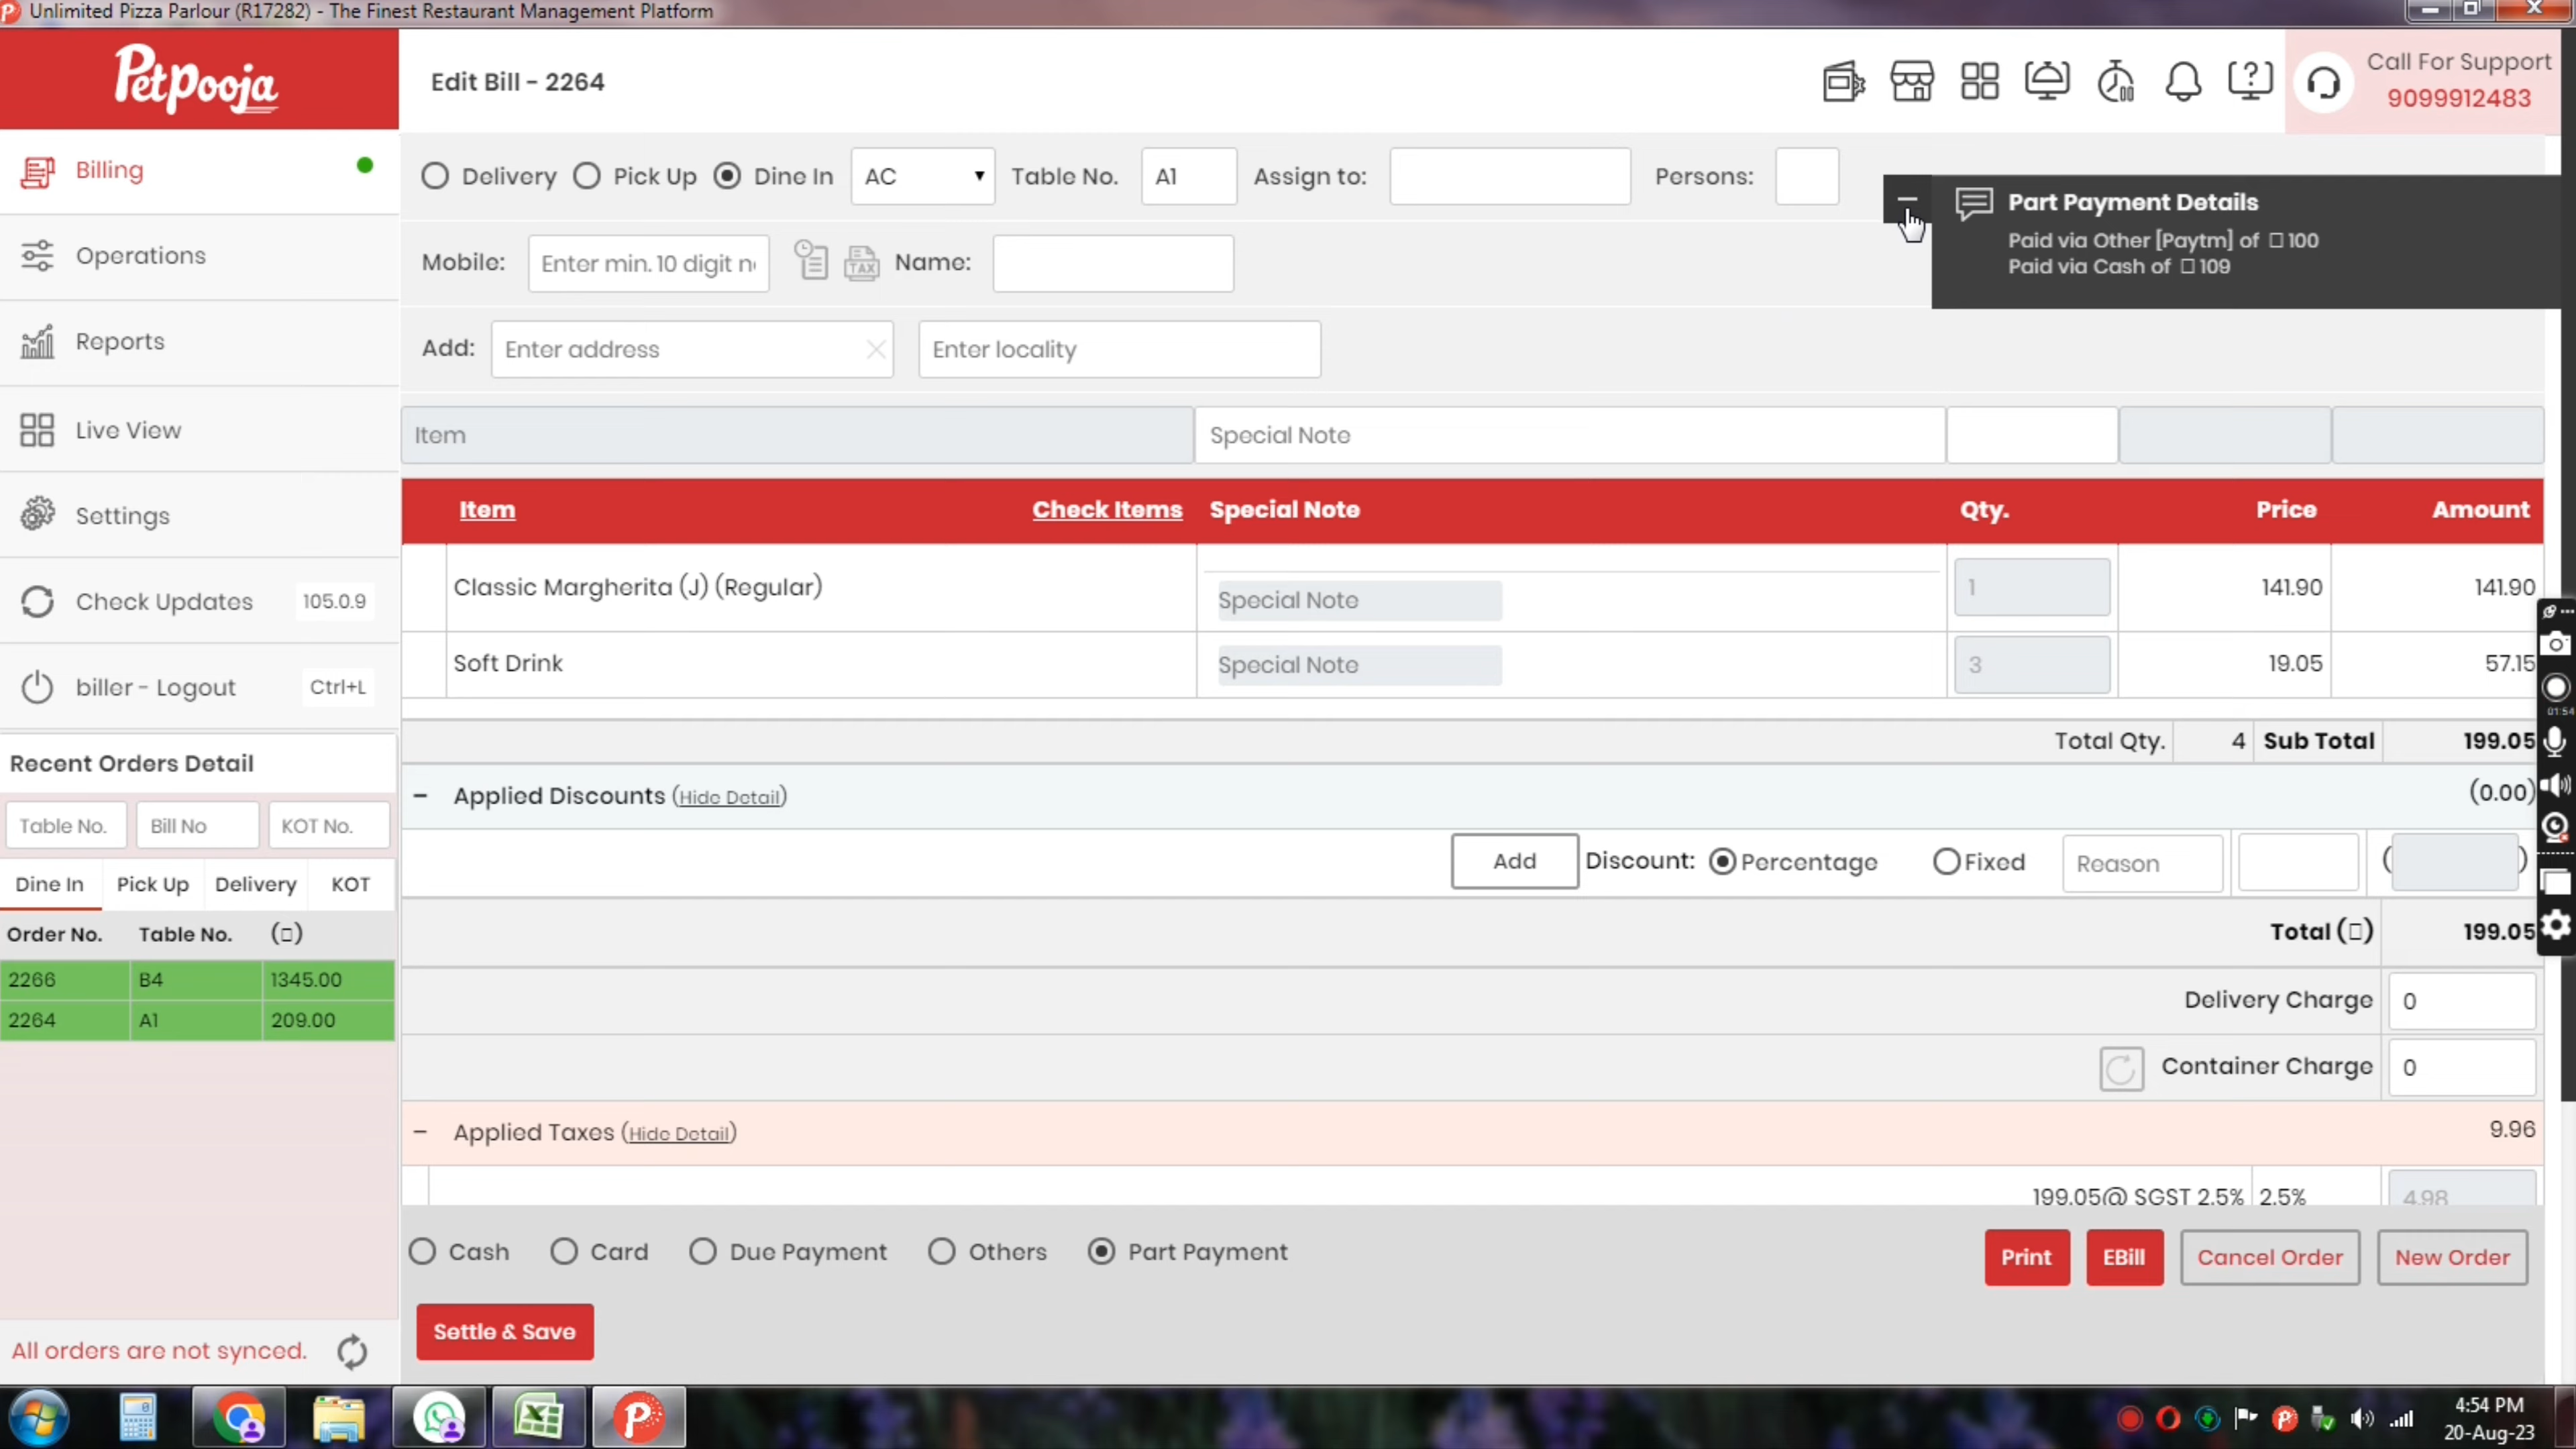 Unlimited Pizza Parlour (R17282) - The Finest Restaurant Management Platform
Petpooja
Edit Bill - 2264
Call For Support
9099912483
Billing
Delivery Pick Up Dine In AC Table No. A1 Assign to: Persons:
Part Payment Details
Paid via Other [Paytm] of □100
Paid via Cash of □109
Operations
Mobile: Enter min. 10 digit n TAX Name:
Reports
Add: Enter address Enter locality
Live View
Item Special Note
Settings
Item Check Items Special Note Qty. Price Amount
Check Updates 105.0.9
Classic Margherita (J) (Regular) Special Note 1 141.90 141.90
biller - Logout Ctrl+L
Soft Drink Special Note 3 19.05 57.15
01:54
Total Qty. 4 Sub Total 199.05
Recent Orders Detail
Applied Discounts (Hide Detail) (0.00)
Table No. Bill No KOT No.
Add Discount: Percentage Fixed Reason ( )
Dine In Pick Up Delivery KOT
Order No. Table No. (□)
Total (□) 199.05
2266 B4 1345.00
2264 A1 209.00
Delivery Charge 0
Container Charge 0
Applied Taxes (Hide Detail) 9.96
199.05@ SGST 2.5% 2.5% 4.98
Cash Card Due Payment Others Part Payment
Print EBill Cancel Order New Order
Settle & Save
All orders are not synced.
4:54 PM
20-Aug-23